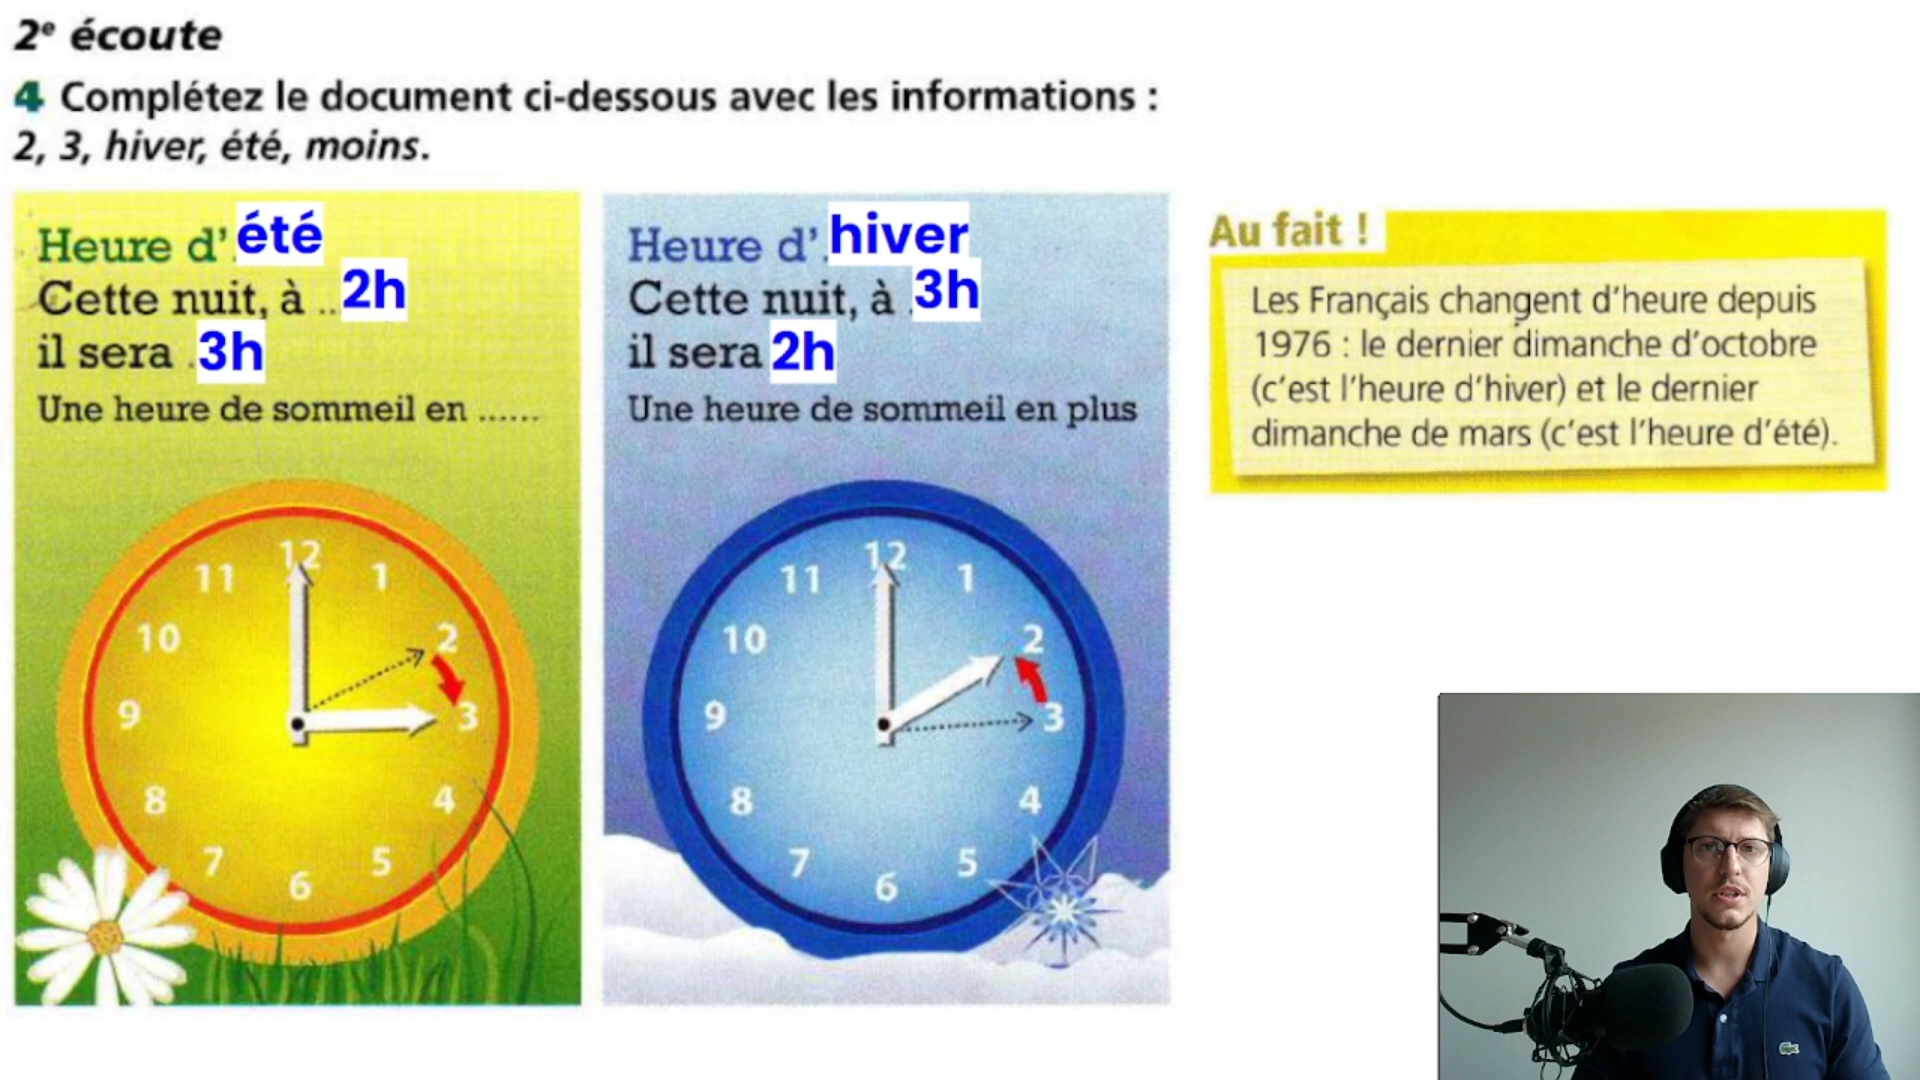 2e écoute
4 Complétez le document ci-dessous avec les informations :
2, 3, hiver, été, moins.
Heure d' été
Cette nuit, à ..2h
il sera .3h
Une heure de sommeil en ......
12
1
2
3
4
5
6
7
8
9
10
11
Heure d' hiver
Cette nuit, à .3h
il sera 2h
Une heure de sommeil en plus
12
1
2
3
4
5
6
7
8
9
10
11
Au fait !
Les Français changent d'heure depuis
1976 : le dernier dimanche d'octobre
(c'est l'heure d'hiver) et le dernier
dimanche de mars (c'est l'heure d'été).